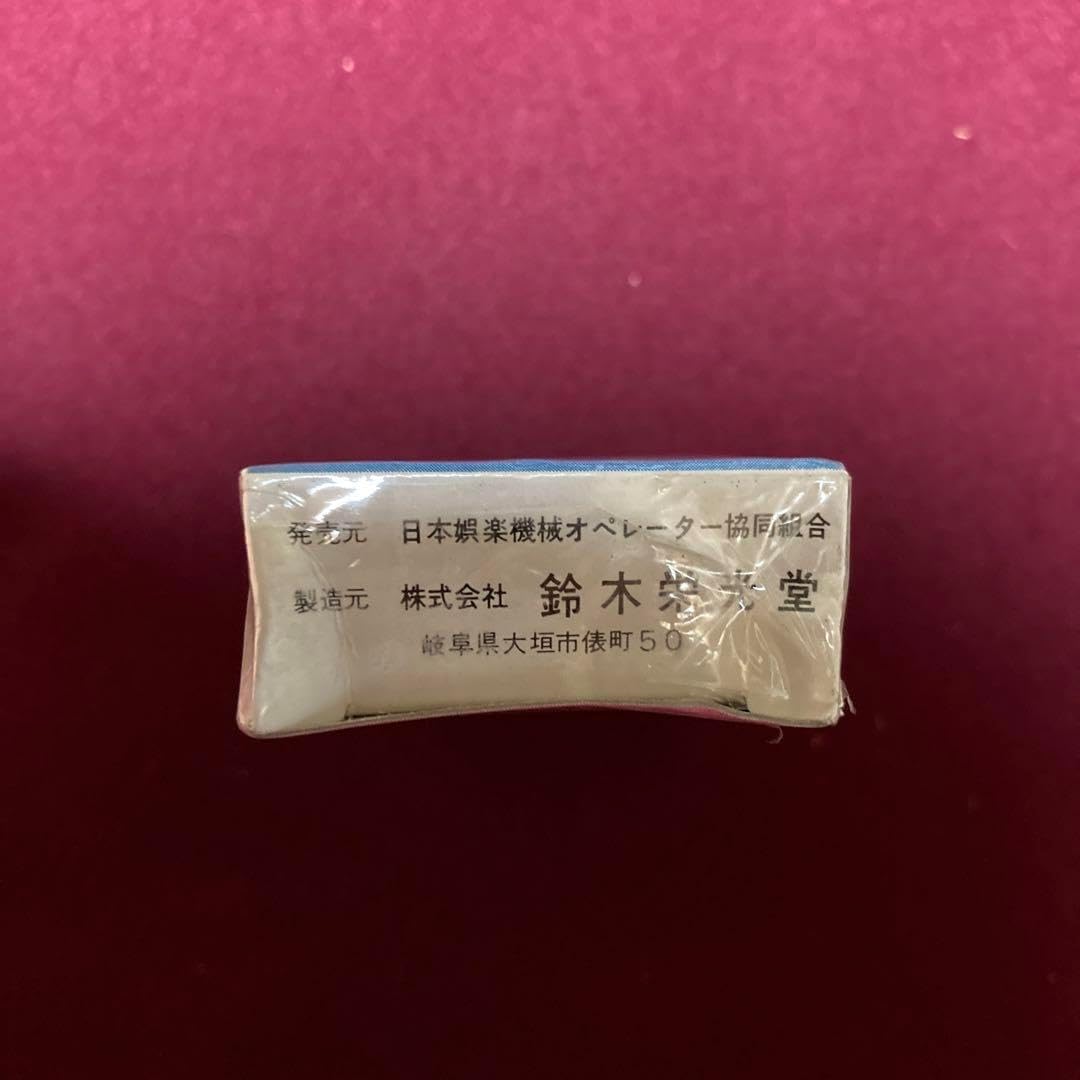 発売元 日本娯楽機械オペレーター協同組合
製造元 株式会社 鈴木栄光堂
岐阜県大垣市俵町50